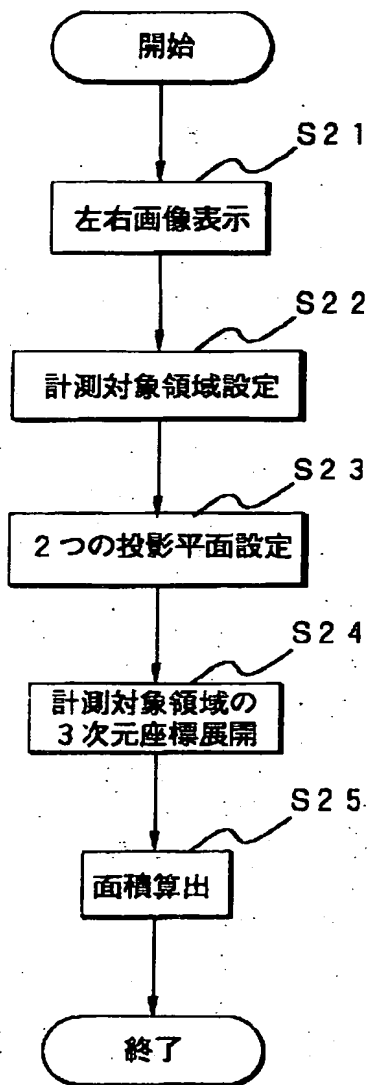 開始
S21
左右画像表示
S22
計測対象領域設定
S23
2つの投影平面設定
S24
計測対象領域の
3次元座標展開
S25
面積算出
終了